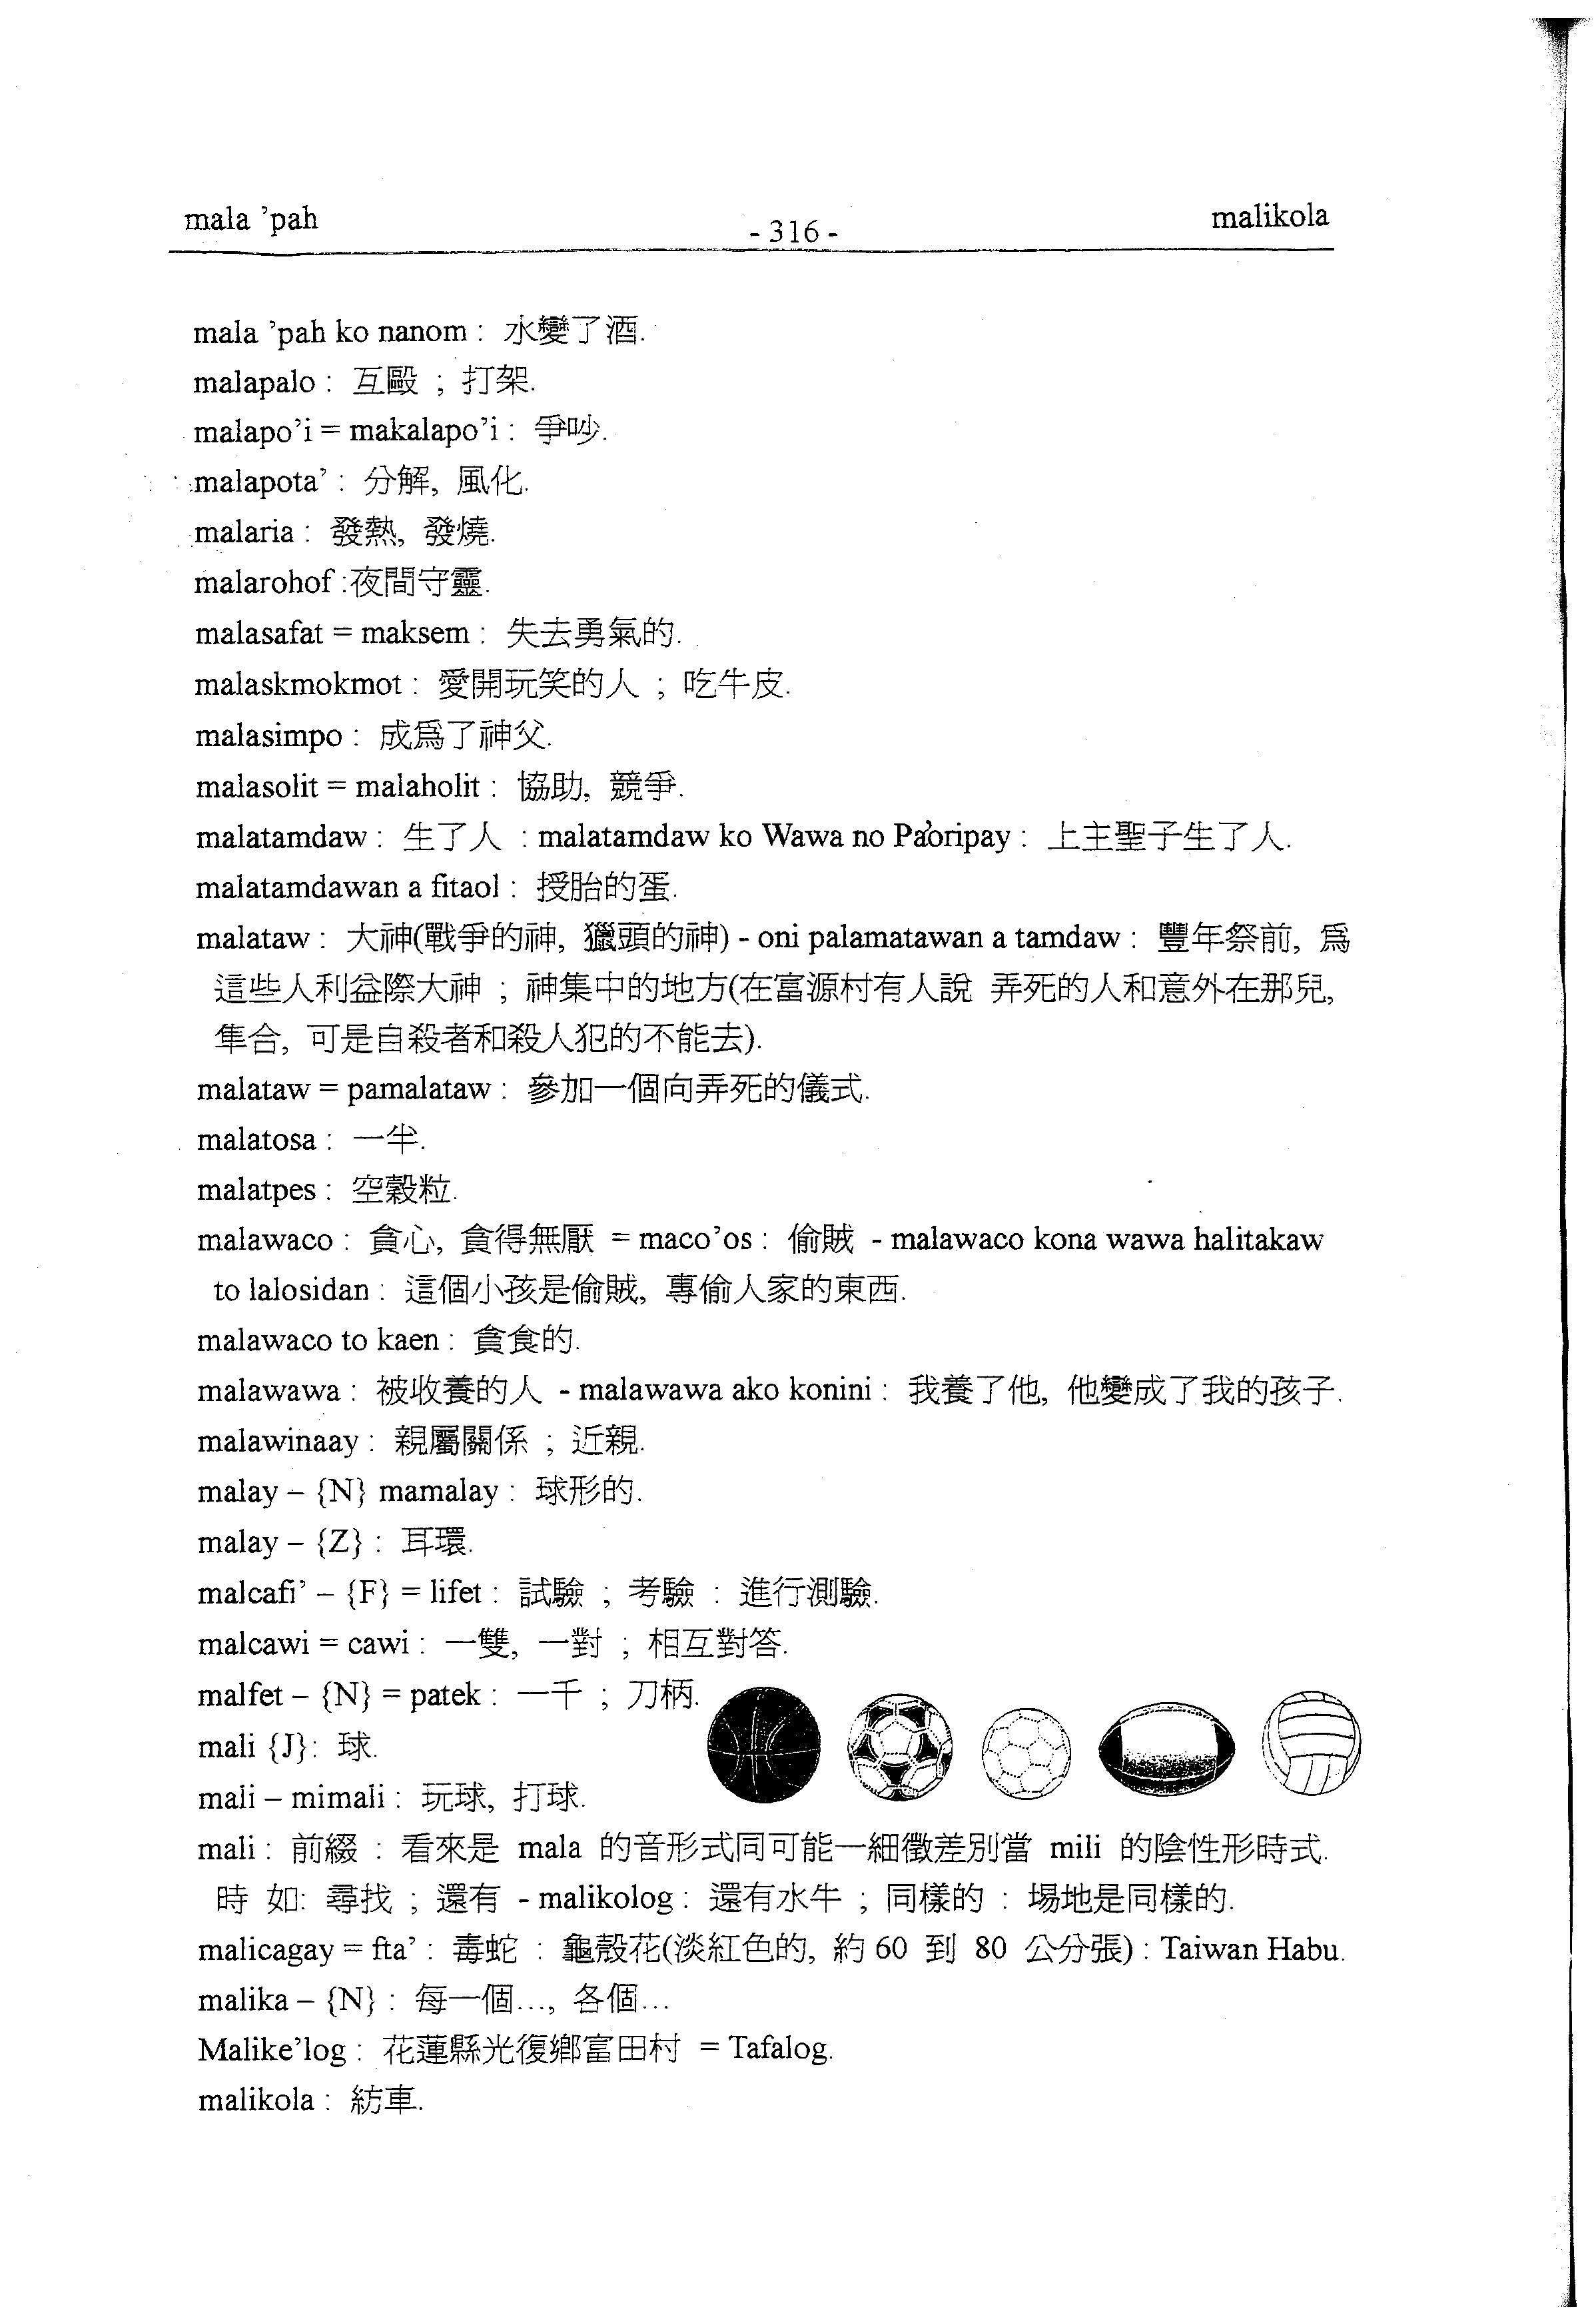 mala ’pah
- 316 -
malikola
mala ’pah ko nanom : 水變了酒.
malapalo : 互毆 ; 打架.
malapo’i = makalapo’i : 爭吵.
malapota’ : 分解, 風化.
malaria : 發熱, 發燒.
malarohof :夜間守靈.
malasafat = maksem : 失去勇氣的.
malaskmokmot : 愛開玩笑的人 ; 吃牛皮.
malasimpo : 成爲了神父.
malasolit = malaholit : 協助, 競爭.
malatamdaw : 生了人 : malatamdaw ko Wawa no Pa’oripay : 上主聖子生了人.
malatamdawan a fitaol : 授胎的蛋.
malataw : 大神(戰爭的神, 獵頭的神) - oni palamatawan a tamdaw : 豐年祭前, 爲
這些人利益際大神 ; 神集中的地方(在富源村有人說 弄死的人和意外在那兒,
隼合, 可是自殺者和殺人犯的不能去).
malataw = pamalataw : 參加一個向弄死的儀式.
malatosa : 一半.
malatpes : 空穀粒.
malawaco : 貪心, 貪得無厭 = maco’os : 偷賊 - malawaco kona wawa halitakaw
to lalosidan : 這個小孩是偷賊, 專偷人家的東西.
malawaco to kaen : 貪食的.
malawawa : 被收養的人 - malawawa ako konini : 我養了他, 他變成了我的孩子.
malawinaay : 親屬關係 ; 近親.
malay – {N} mamalay : 球形的.
malay – {Z} : 耳環.
malcafi’ – {F} = lifet : 試驗 ; 考驗 : 進行測驗.
malcawi = cawi : 一雙, 一對 ; 相互對答.
malfet – {N} = patek : 一千 ; 刀柄.
mali {J}: 球.
mali – mimali : 玩球, 打球.
mali : 前綴 : 看來是 mala 的音形式同可能一細徵差別當 mili 的陰性形時式.
時 如: 尋找 ; 還有 - malikolog : 還有水牛 ; 同樣的 : 場地是同樣的.
malicagay = fta’ : 毒蛇 : 龜殼花(淡紅色的, 約 60 到 80 公分張) : Taiwan Habu.
malika – {N} : 每一個…, 各個…
Malike’log : 花蓮縣光復鄉富田村 = Tafalog.
malikola : 紡車.